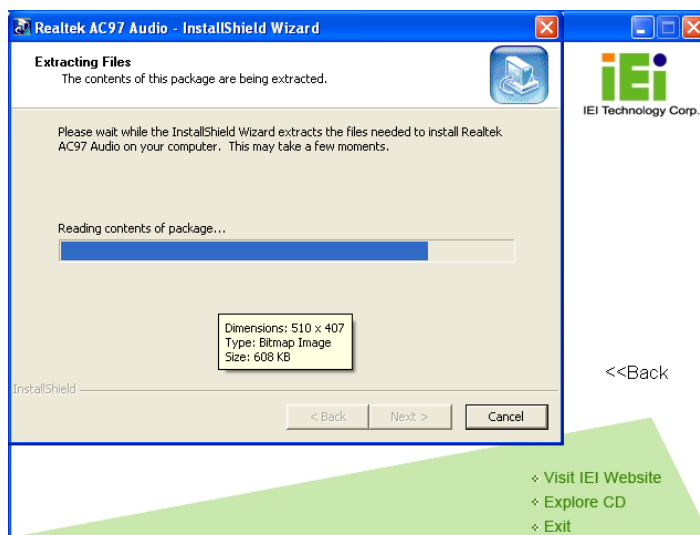 Realtek AC97 Audio - InstallShield Wizard
Extracting Files
The contents of this package are being extracted.
iEi
IEI Technology Corp.
Please wait while the InstallShield Wizard extracts the files needed to install Realtek
AC97 Audio on your computer. This may take a few moments.
Reading contents of package...
Dimensions: 510 x 407
Type: Bitmap Image
Size: 608 KB
<<Back
InstallShield
< Back
Next >
Cancel
Visit IEI Website
Explore CD
Exit